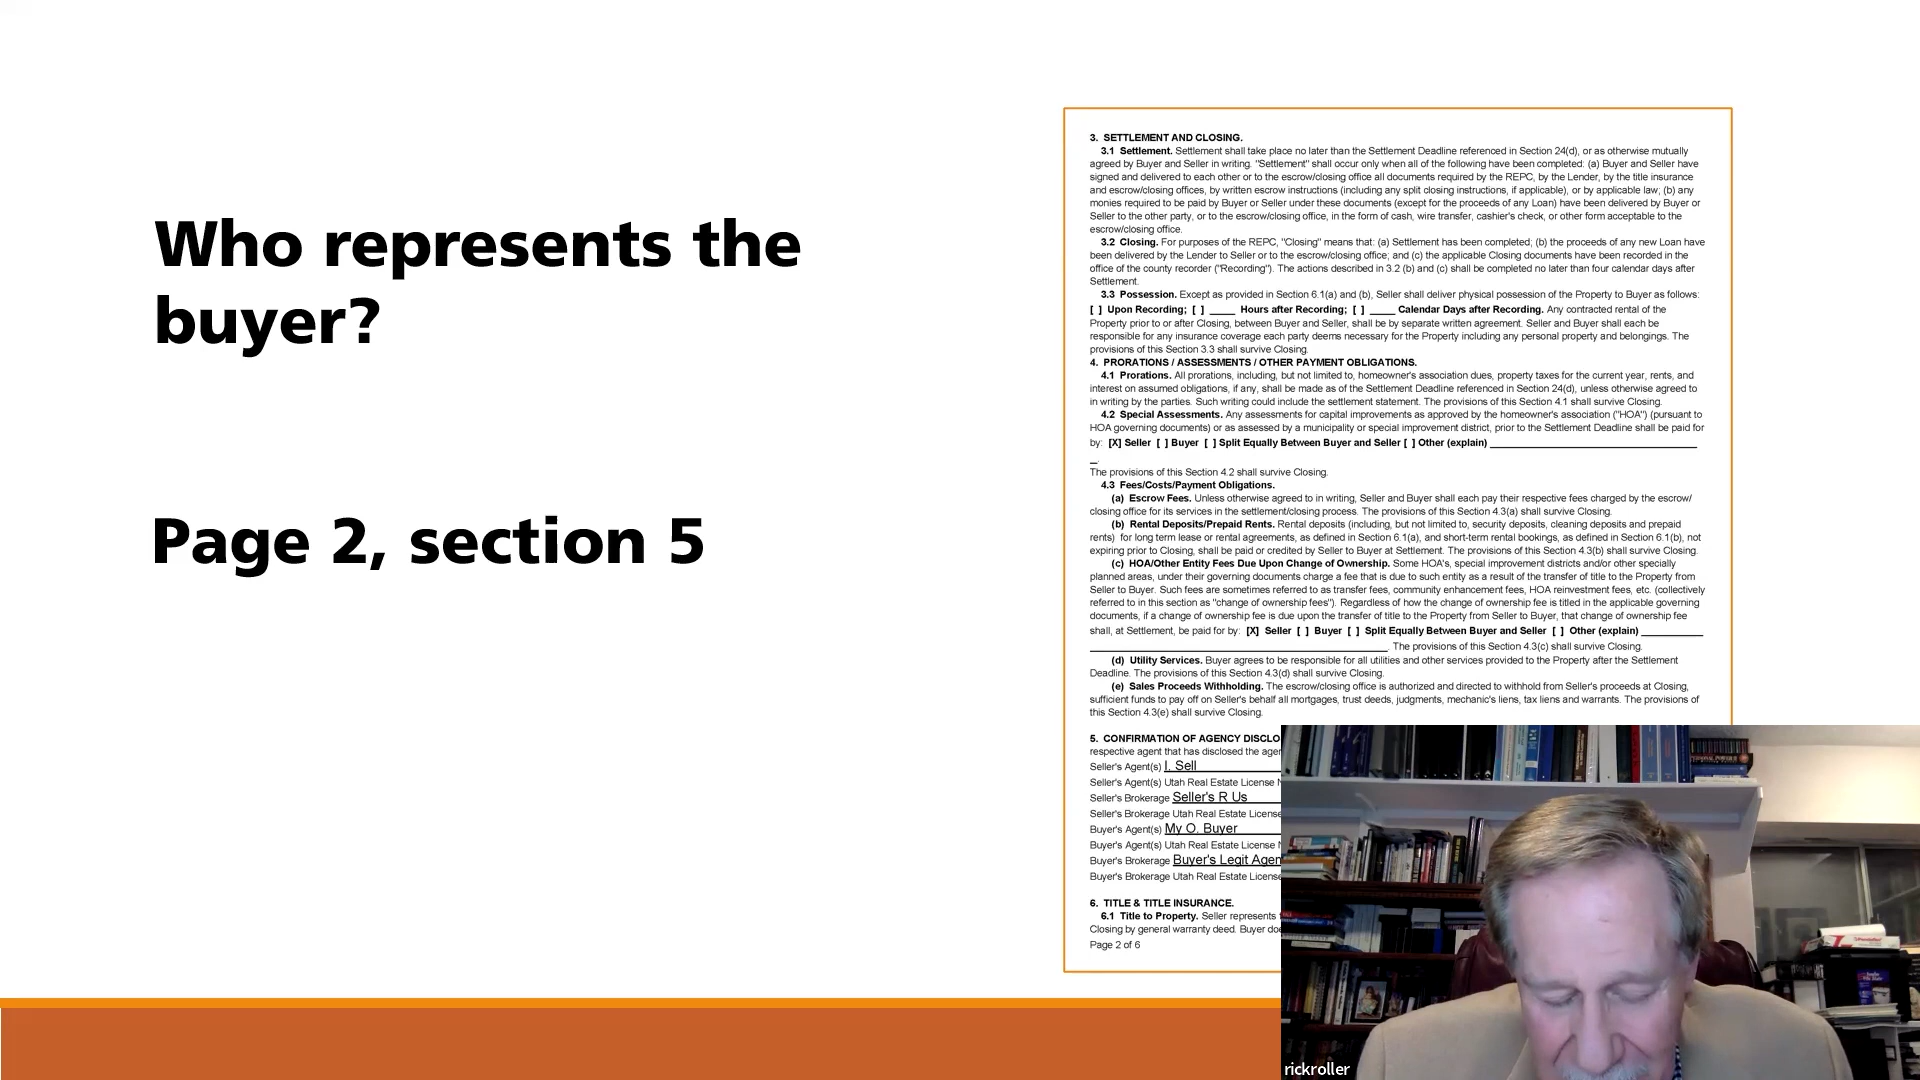 Who represents the
buyer?
Page 2, section 5
3. SETTLEMENT AND CLOSING.
3.1 Settlement. Settlement shall take place no later than the Settlement Deadline referenced in Section 24(d), or as otherwise mutually
agreed by Buyer and Seller in writing. "Settlement" shall occur only when all of the following have been completed: (a) Buyer and Seller have
signed and delivered to each other or to the escrow/closing office all documents required by the REPC, by the Lender, by the title insurance
and escrow/closing offices, by written escrow instructions (including any split closing instructions, if applicable), or by applicable law; (b) any
monies required to be paid by Buyer or Seller under these documents (except for the proceeds of any Loan) have been delivered by Buyer or
Seller to the other party, or to the escrow/closing office, in the form of cash, wire transfer, cashier's check, or other form acceptable to the
escrow/closing office.
3.2 Closing. For purposes of the REPC, "Closing" means that: (a) Settlement has been completed; (b) the proceeds of any new Loan have
been delivered by the Lender to Seller or to the escrow/closing office; and (c) the applicable Closing documents have been recorded in the
office of the county recorder ("Recording"). The actions described in 3.2 (b) and (c) shall be completed no later than four calendar days after
Settlement.
3.3 Possession. Except as provided in Section 6.1(a) and (b), Seller shall deliver physical possession of the Property to Buyer as follows:
[ ] Upon Recording; [ ] _____ Hours after Recording; [ ] _____ Calendar Days after Recording. Any contracted rental of the
Property prior to or after Closing, between Buyer and Seller, shall be by separate written agreement. Seller and Buyer shall each be
responsible for any insurance coverage each party deems necessary for the Property including any personal property and belongings. The
provisions of this Section 3.3 shall survive Closing.
4. PRORATIONS / ASSESSMENTS / OTHER PAYMENT OBLIGATIONS.
4.1 Prorations. All prorations, including, but not limited to, homeowner's association dues, property taxes for the current year, rents, and
interest on assumed obligations, if any, shall be made as of the Settlement Deadline referenced in Section 24(d), unless otherwise agreed to
in writing by the parties. Such writing could include the settlement statement. The provisions of this Section 4.1 shall survive Closing.
4.2 Special Assessments. Any assessments for capital improvements as approved by the homeowner's association ("HOA") (pursuant to
HOA governing documents) or as assessed by a municipality or special improvement district, prior to the Settlement Deadline shall be paid for
by: [X] Seller [ ] Buyer [ ] Split Equally Between Buyer and Seller [ ] Other (explain) ________________________________________
_.
The provisions of this Section 4.2 shall survive Closing.
4.3 Fees/Costs/Payment Obligations.
(a) Escrow Fees. Unless otherwise agreed to in writing, Seller and Buyer shall each pay their respective fees charged by the escrow/
closing office for its services in the settlement/closing process. The provisions of this Section 4.3(a) shall survive Closing.
(b) Rental Deposits/Prepaid Rents. Rental deposits (including, but not limited to, security deposits, cleaning deposits and prepaid
rents) for long term lease or rental agreements, as defined in Section 6.1(a), and short-term rental bookings, as defined in Section 6.1(b), not
expiring prior to Closing, shall be paid or credited by Seller to Buyer at Settlement. The provisions of this Section 4.3(b) shall survive Closing.
(c) HOA/Other Entity Fees Due Upon Change of Ownership. Some HOA's, special improvement districts and/or other specially
planned areas, under their governing documents charge a fee that is due to such entity as a result of the transfer of title to the Property from
Seller to Buyer. Such fees are sometimes referred to as transfer fees, community enhancement fees, HOA reinvestment fees, etc. (collectively
referred to in this section as "change of ownership fees"). Regardless of how the change of ownership fee is titled in the applicable governing
documents, if a change of ownership fee is due upon the transfer of title to the Property from Seller to Buyer, that change of ownership fee
shall, at Settlement, be paid for by: [X] Seller [ ] Buyer [ ] Split Equally Between Buyer and Seller [ ] Other (explain) ____________
__________________________________________________________. The provisions of this Section 4.3(c) shall survive Closing.
(d) Utility Services. Buyer agrees to be responsible for all utilities and other services provided to the Property after the Settlement
Deadline. The provisions of this Section 4.3(d) shall survive Closing.
(e) Sales Proceeds Withholding. The escrow/closing office is authorized and directed to withhold from Seller's proceeds at Closing,
sufficient funds to pay off on Seller's behalf all mortgages, trust deeds, judgments, mechanic's liens, tax liens and warrants. The provisions of
this Section 4.3(e) shall survive Closing.
5. CONFIRMATION OF AGENCY DISCLO
respective agent that has disclosed the agen
Seller's Agent(s) I. Sell
Seller's Agent(s) Utah Real Estate License N
Seller's Brokerage Seller's R Us
Seller's Brokerage Utah Real Estate License
Buyer's Agent(s) My O. Buyer
Buyer's Agent(s) Utah Real Estate License N
Buyer's Brokerage Buyer's Legit Agen
Buyer's Brokerage Utah Real Estate License
6. TITLE & TITLE INSURANCE.
6.1 Title to Property. Seller represents
Closing by general warranty deed. Buyer doe
Page 2 of 6
rickroller